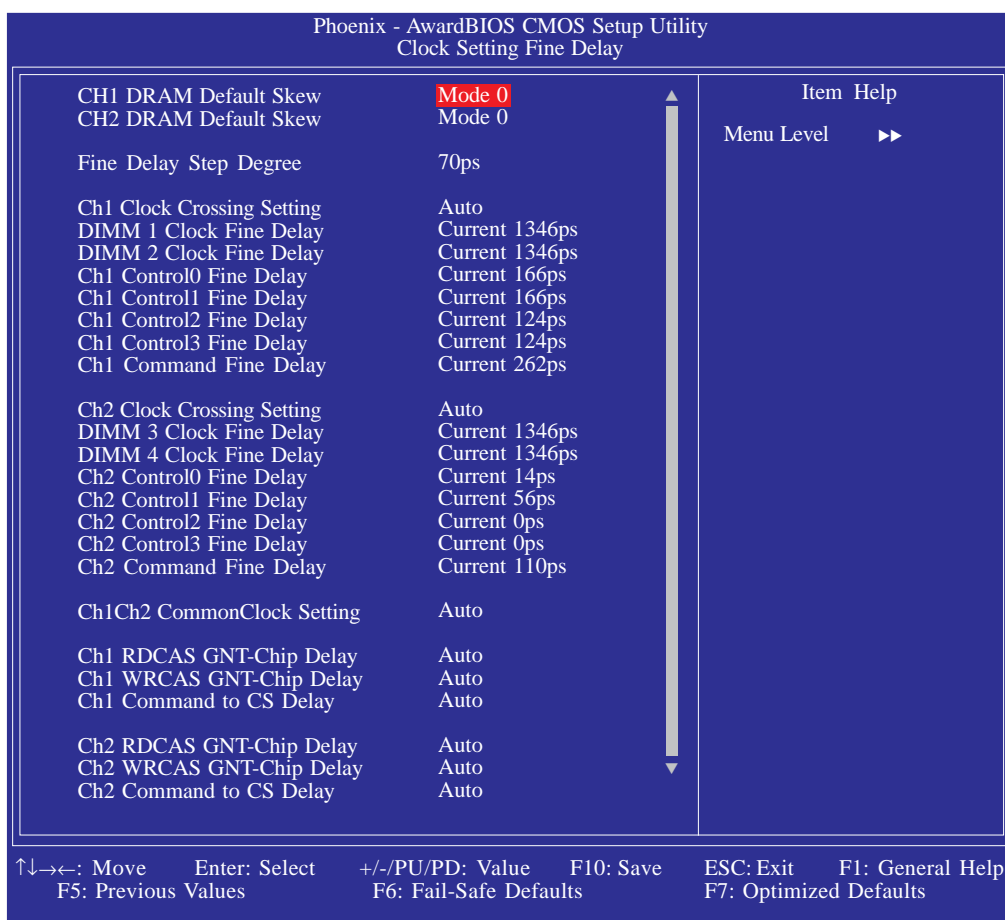 Phoenix - AwardBIOS CMOS Setup Utility
Clock Setting Fine Delay
CH1 DRAM Default Skew Mode 0
CH2 DRAM Default Skew Mode 0
Fine Delay Step Degree 70ps
Ch1 Clock Crossing Setting Auto
DIMM 1 Clock Fine Delay Current 1346ps
DIMM 2 Clock Fine Delay Current 1346ps
Ch1 Control0 Fine Delay Current 166ps
Ch1 Control1 Fine Delay Current 166ps
Ch1 Control2 Fine Delay Current 124ps
Ch1 Control3 Fine Delay Current 124ps
Ch1 Command Fine Delay Current 262ps
Ch2 Clock Crossing Setting Auto
DIMM 3 Clock Fine Delay Current 1346ps
DIMM 4 Clock Fine Delay Current 1346ps
Ch2 Control0 Fine Delay Current 14ps
Ch2 Control1 Fine Delay Current 56ps
Ch2 Control2 Fine Delay Current 0ps
Ch2 Control3 Fine Delay Current 0ps
Ch2 Command Fine Delay Current 110ps
Ch1Ch2 CommonClock Setting Auto
Ch1 RDCAS GNT-Chip Delay Auto
Ch1 WRCAS GNT-Chip Delay Auto
Ch1 Command to CS Delay Auto
Ch2 RDCAS GNT-Chip Delay Auto
Ch2 WRCAS GNT-Chip Delay Auto
Ch2 Command to CS Delay Auto
Item Help
Menu Level ▶▶
↑↓→←: Move Enter: Select +/-/PU/PD: Value F10: Save ESC: Exit F1: General Help
F5: Previous Values F6: Fail-Safe Defaults F7: Optimized Defaults